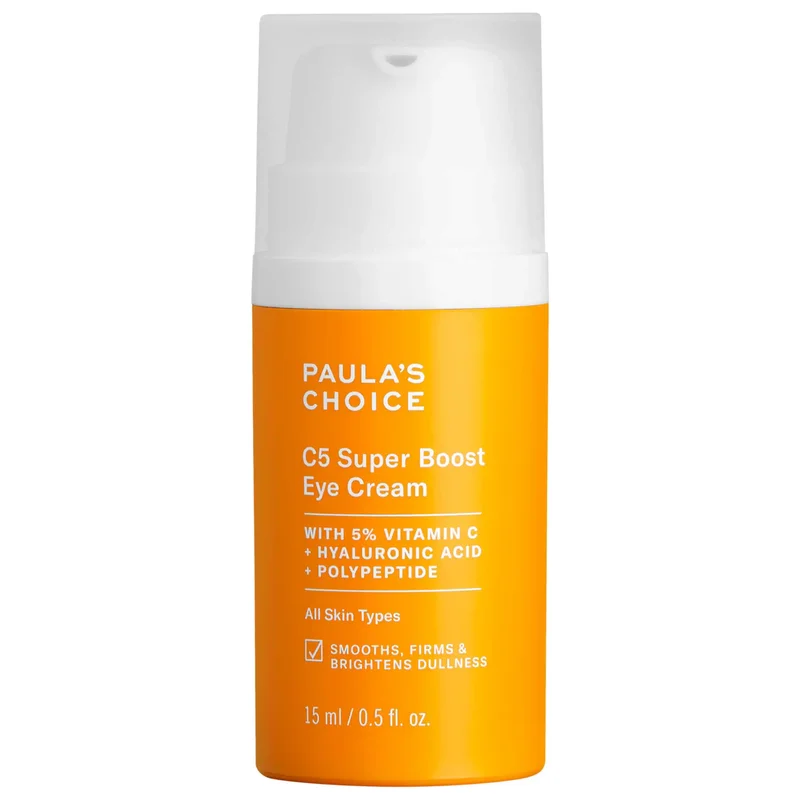 PAULA'S
CHOICE
C5 Super Boost
Eye Cream
WITH 5% VITAMIN C
+ HYALURONIC ACID
+ POLYPEPTIDE
All Skin Types
SMOOTHS, FIRMS &
BRIGHTENS DULLNESS
15 ml / 0.5 fl. oz.